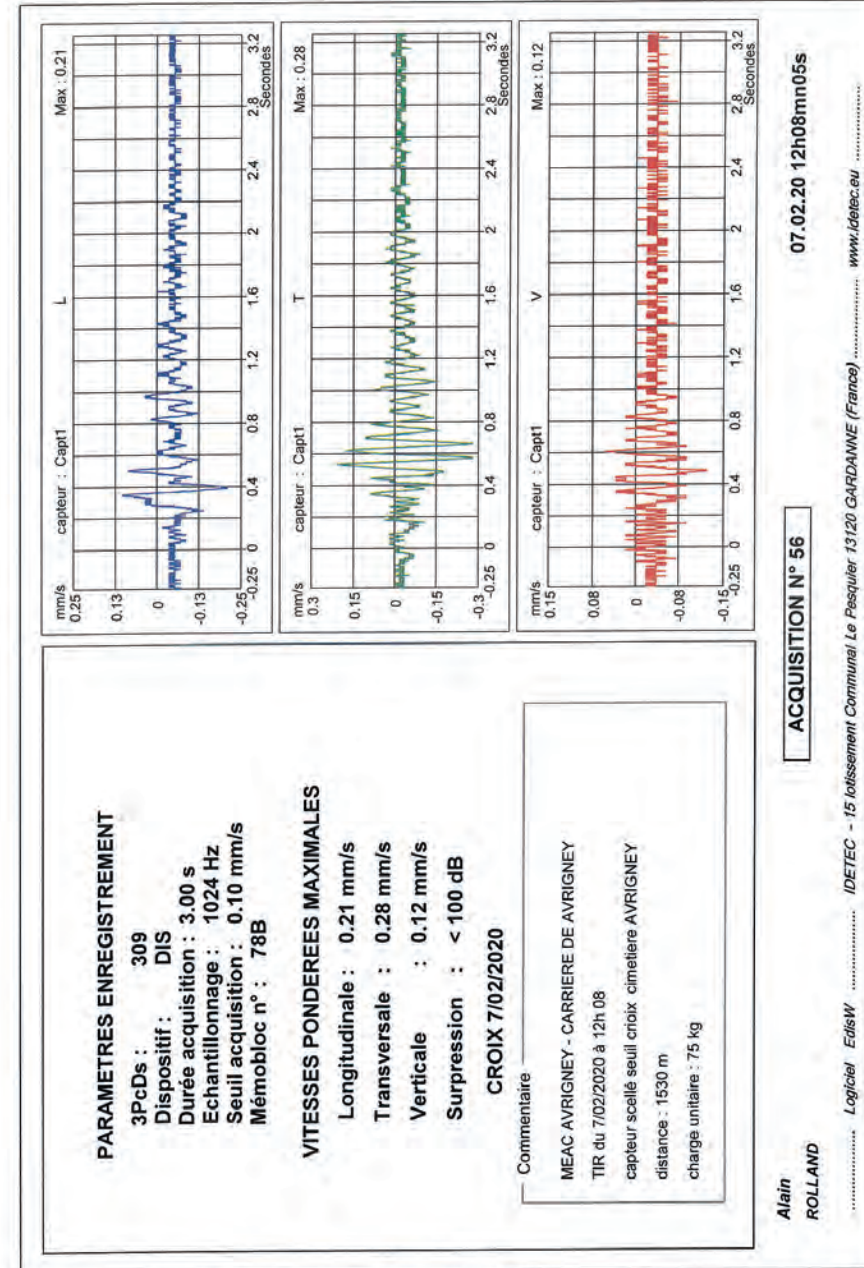 PARAMETRES ENREGISTREMENT
3PcDs : 309
Dispositif : DIS
Durée acquisition : 3.00 s
Echantillonnage : 1024 Hz
Seuil acquisition : 0.10 mm/s
Mémobloc n° : 78B
VITESSES PONDEREES MAXIMALES
Longitudinale : 0.21 mm/s
Transversale : 0.28 mm/s
Verticale : 0.12 mm/s
Surpression : < 100 dB
CROIX 7/02/2020
Commentaire
MEAC AVRIGNEY - CARRIERE DE AVRIGNEY
TIR du 7/02/2020 à 12h 08
capteur scellé seuil crioix cimetiere AVRIGNEY
distance : 1530 m
charge unitaire : 75 kg
mm/s capteur : Capt1 L Max : 0.21
0.25
0.13
0
-0.13
-0.25
-0.25 0 0.4 0.8 1.2 1.6 2 2.4 2.8 3.2
Secondes
mm/s capteur : Capt1 T Max : 0.28
0.3
0.15
0
-0.15
-0.3
-0.25 0 0.4 0.8 1.2 1.6 2 2.4 2.8 3.2
Secondes
mm/s capteur : Capt1 V Max : 0.12
0.15
0.08
0
-0.08
-0.15
-0.25 0 0.4 0.8 1.2 1.6 2 2.4 2.8 3.2
Secondes
Alain
ROLLAND
ACQUISITION N° 56
07.02.20 12h08mn05s
Logiciel EdisW IDETEC - 15 lotissement Communal Le Pesquier 13120 GARDANNE (France) www.idetec.eu